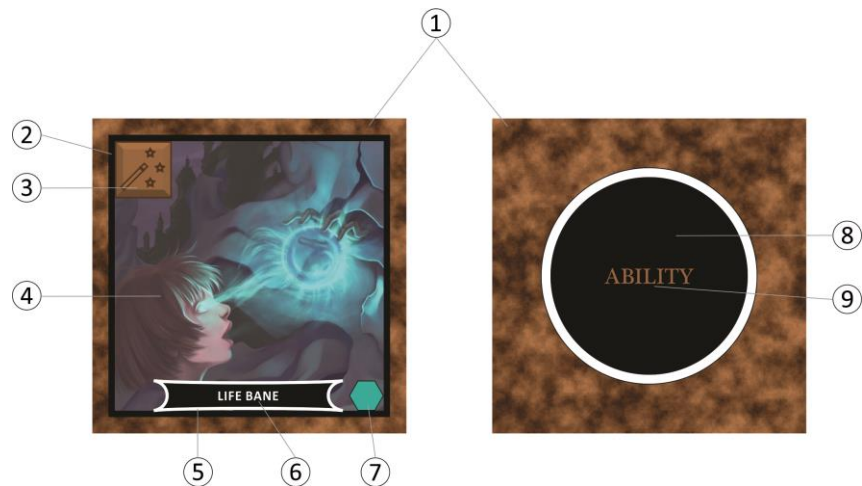 ①
②
③
④
⑧
ABILITY
⑨
LIFE BANE
⑤ ⑥ ⑦